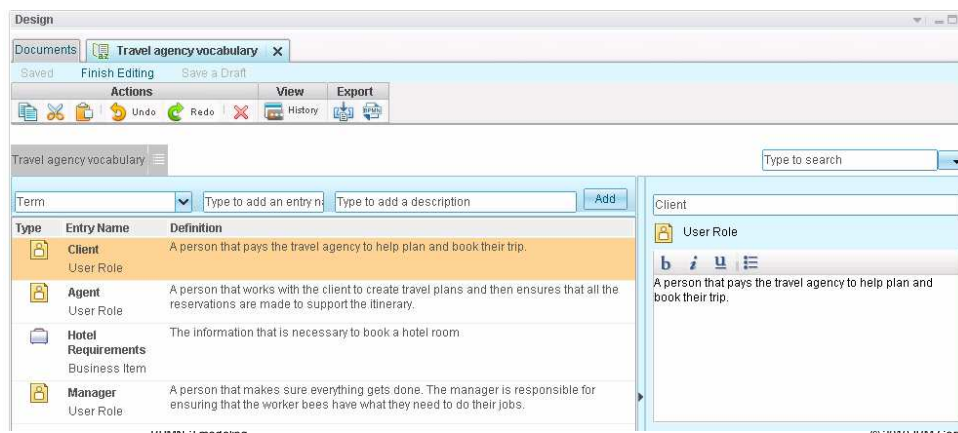 Design
Documents Travel agency vocabulary X
Saved Finish Editing Save a Draft
Actions View Export
Undo Redo History
Travel agency vocabulary
Type to search
Term Type to add an entry n Type to add a description Add
Client
Type Entry Name Definition
User Role
Client A person that pays the travel agency to help plan and book their trip.
User Role
b i u
A person that pays the travel agency to help plan and
book their trip.
Agent A person that works with the client to create travel plans and then ensures that all the
User Role reservations are made to support the itinerary.
Hotel The information that is necessary to book a hotel room
Requirements
Business Item
Manager A person that makes sure everything gets done. The manager is responsible for
User Role ensuring that the worker bees have what they need to do their jobs.